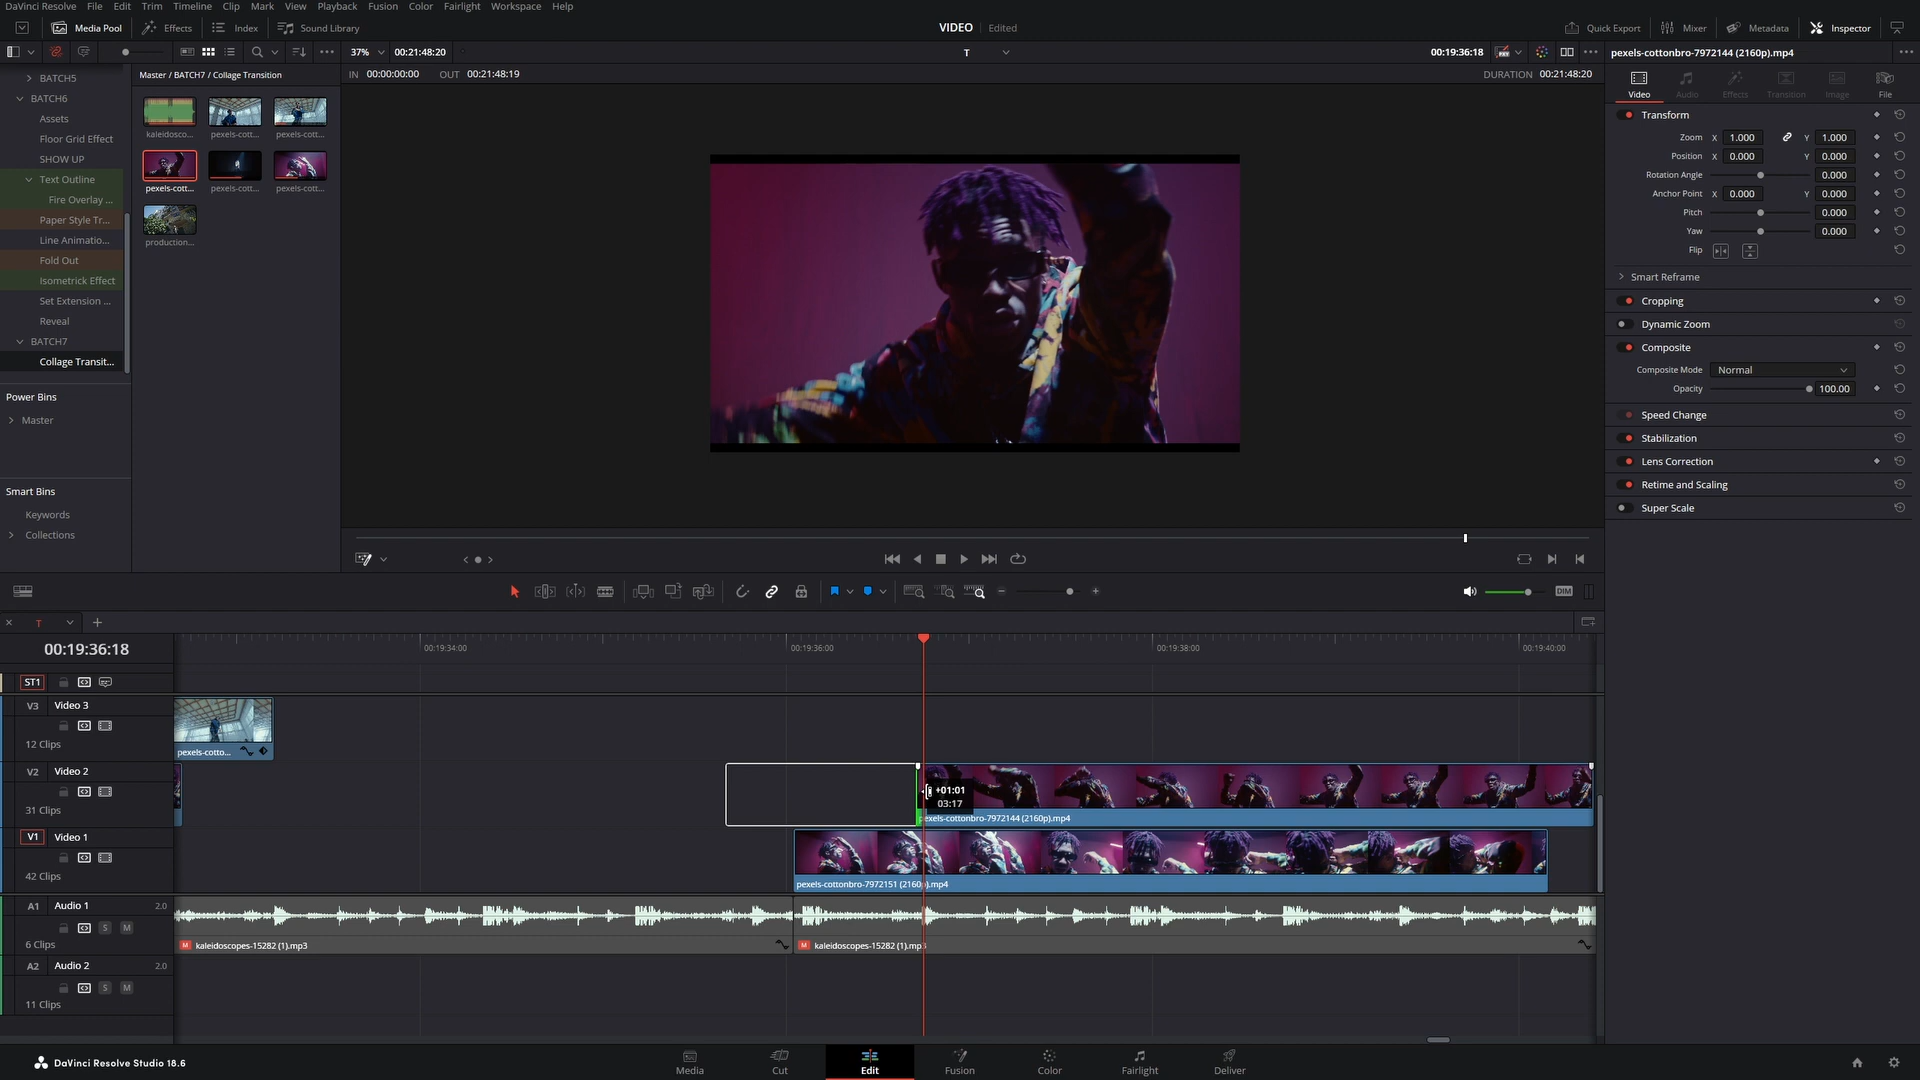 DaVinci Resolve File Edit Trim Timeline Clip Mark View Playback Fusion Color Fairlight Workspace Help
Media Pool Effects Index Sound Library VIDEO Edited Quick Export Mixer Metadata Inspector
37% 00:21:48:20 T 00:19:36:18 pexels-cottonbro-7972144 (2160p).mp4
Master / BATCH7 / Collage Transition IN 00:00:00:00 OUT 00:21:48:19 DURATION 00:21:48:20
BATCH5
BATCH6
Assets
Floor Grid Effect
SHOW UP
Text Outline
Fire Overlay ...
Paper Style Tr...
Line Animatio...
Fold Out
Isometrick Effect
Set Extension ...
Reveal
BATCH7
Collage Transit...
Power Bins
Master
Smart Bins
Keywords
Collections
kaleidosco... pexels-cott... pexels-cott...
pexels-cott... pexels-cott... pexels-cott...
production...
Video Audio Effects Transition Image File
Transform
Zoom X 1.000 Y 1.000
Position X 0.000 Y 0.000
Rotation Angle 0.000
Anchor Point X 0.000 Y 0.000
Pitch 0.000
Yaw 0.000
Flip
Smart Reframe
Cropping
Dynamic Zoom
Composite
Composite Mode Normal
Opacity 100.00
Speed Change
Stabilization
Lens Correction
Retime and Scaling
Super Scale
DIM
T
00:19:36:18 00:19:34:00 00:19:36:00 00:19:38:00 00:19:40:00
ST1
V3 Video 3
12 Clips pexels-cotto...
V2 Video 2
+01:01
03:17
31 Clips pexels-cottonbro-7972144 (2160p).mp4
V1 Video 1
42 Clips pexels-cottonbro-7972151 (2160p).mp4
A1 Audio 1 2.0
S M
6 Clips M kaleidoscopes-15282 (1).mp3 M kaleidoscopes-15282 (1).mp3
A2 Audio 2 2.0
S M
11 Clips
DaVinci Resolve Studio 18.6 Media Cut Edit Fusion Color Fairlight Deliver